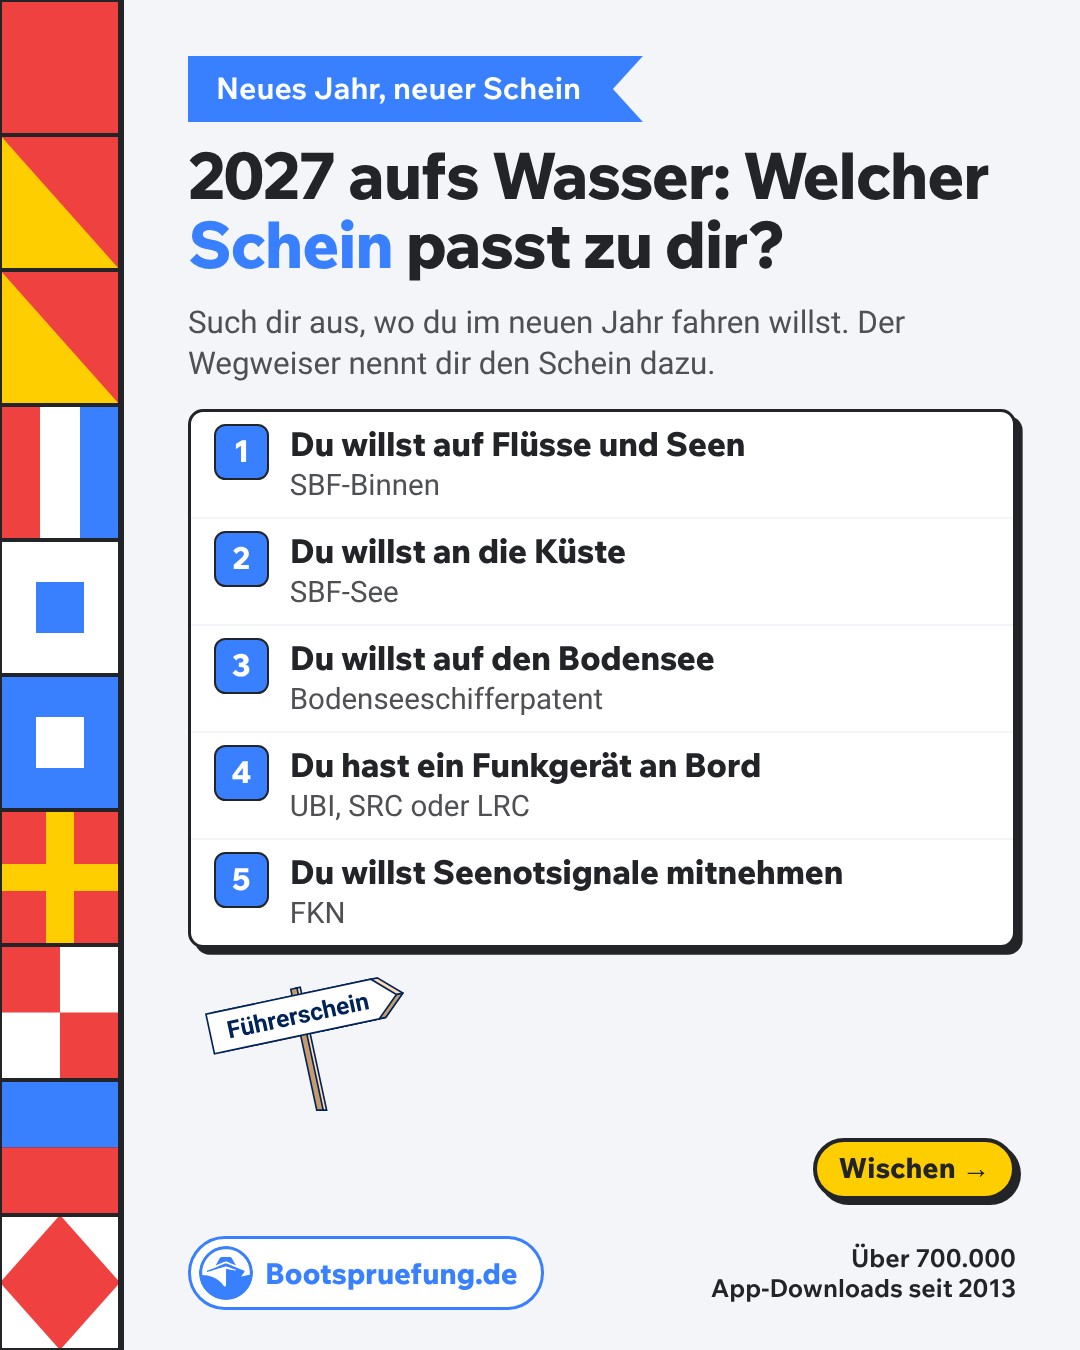 Neues Jahr, neuer Schein
2027 aufs Wasser: Welcher
Schein passt zu dir?
Such dir aus, wo du im neuen Jahr fahren willst. Der
Wegweiser nennt dir den Schein dazu.
1
Du willst auf Flüsse und Seen
SBF-Binnen
2
Du willst an die Küste
SBF-See
3
Du willst auf den Bodensee
Bodenseeschifferpatent
4
Du hast ein Funkgerät an Bord
UBI, SRC oder LRC
5
Du willst Seenotsignale mitnehmen
FKN
Führerschein
Wischen →
Bootspruefung.de
Über 700.000
App-Downloads seit 2013